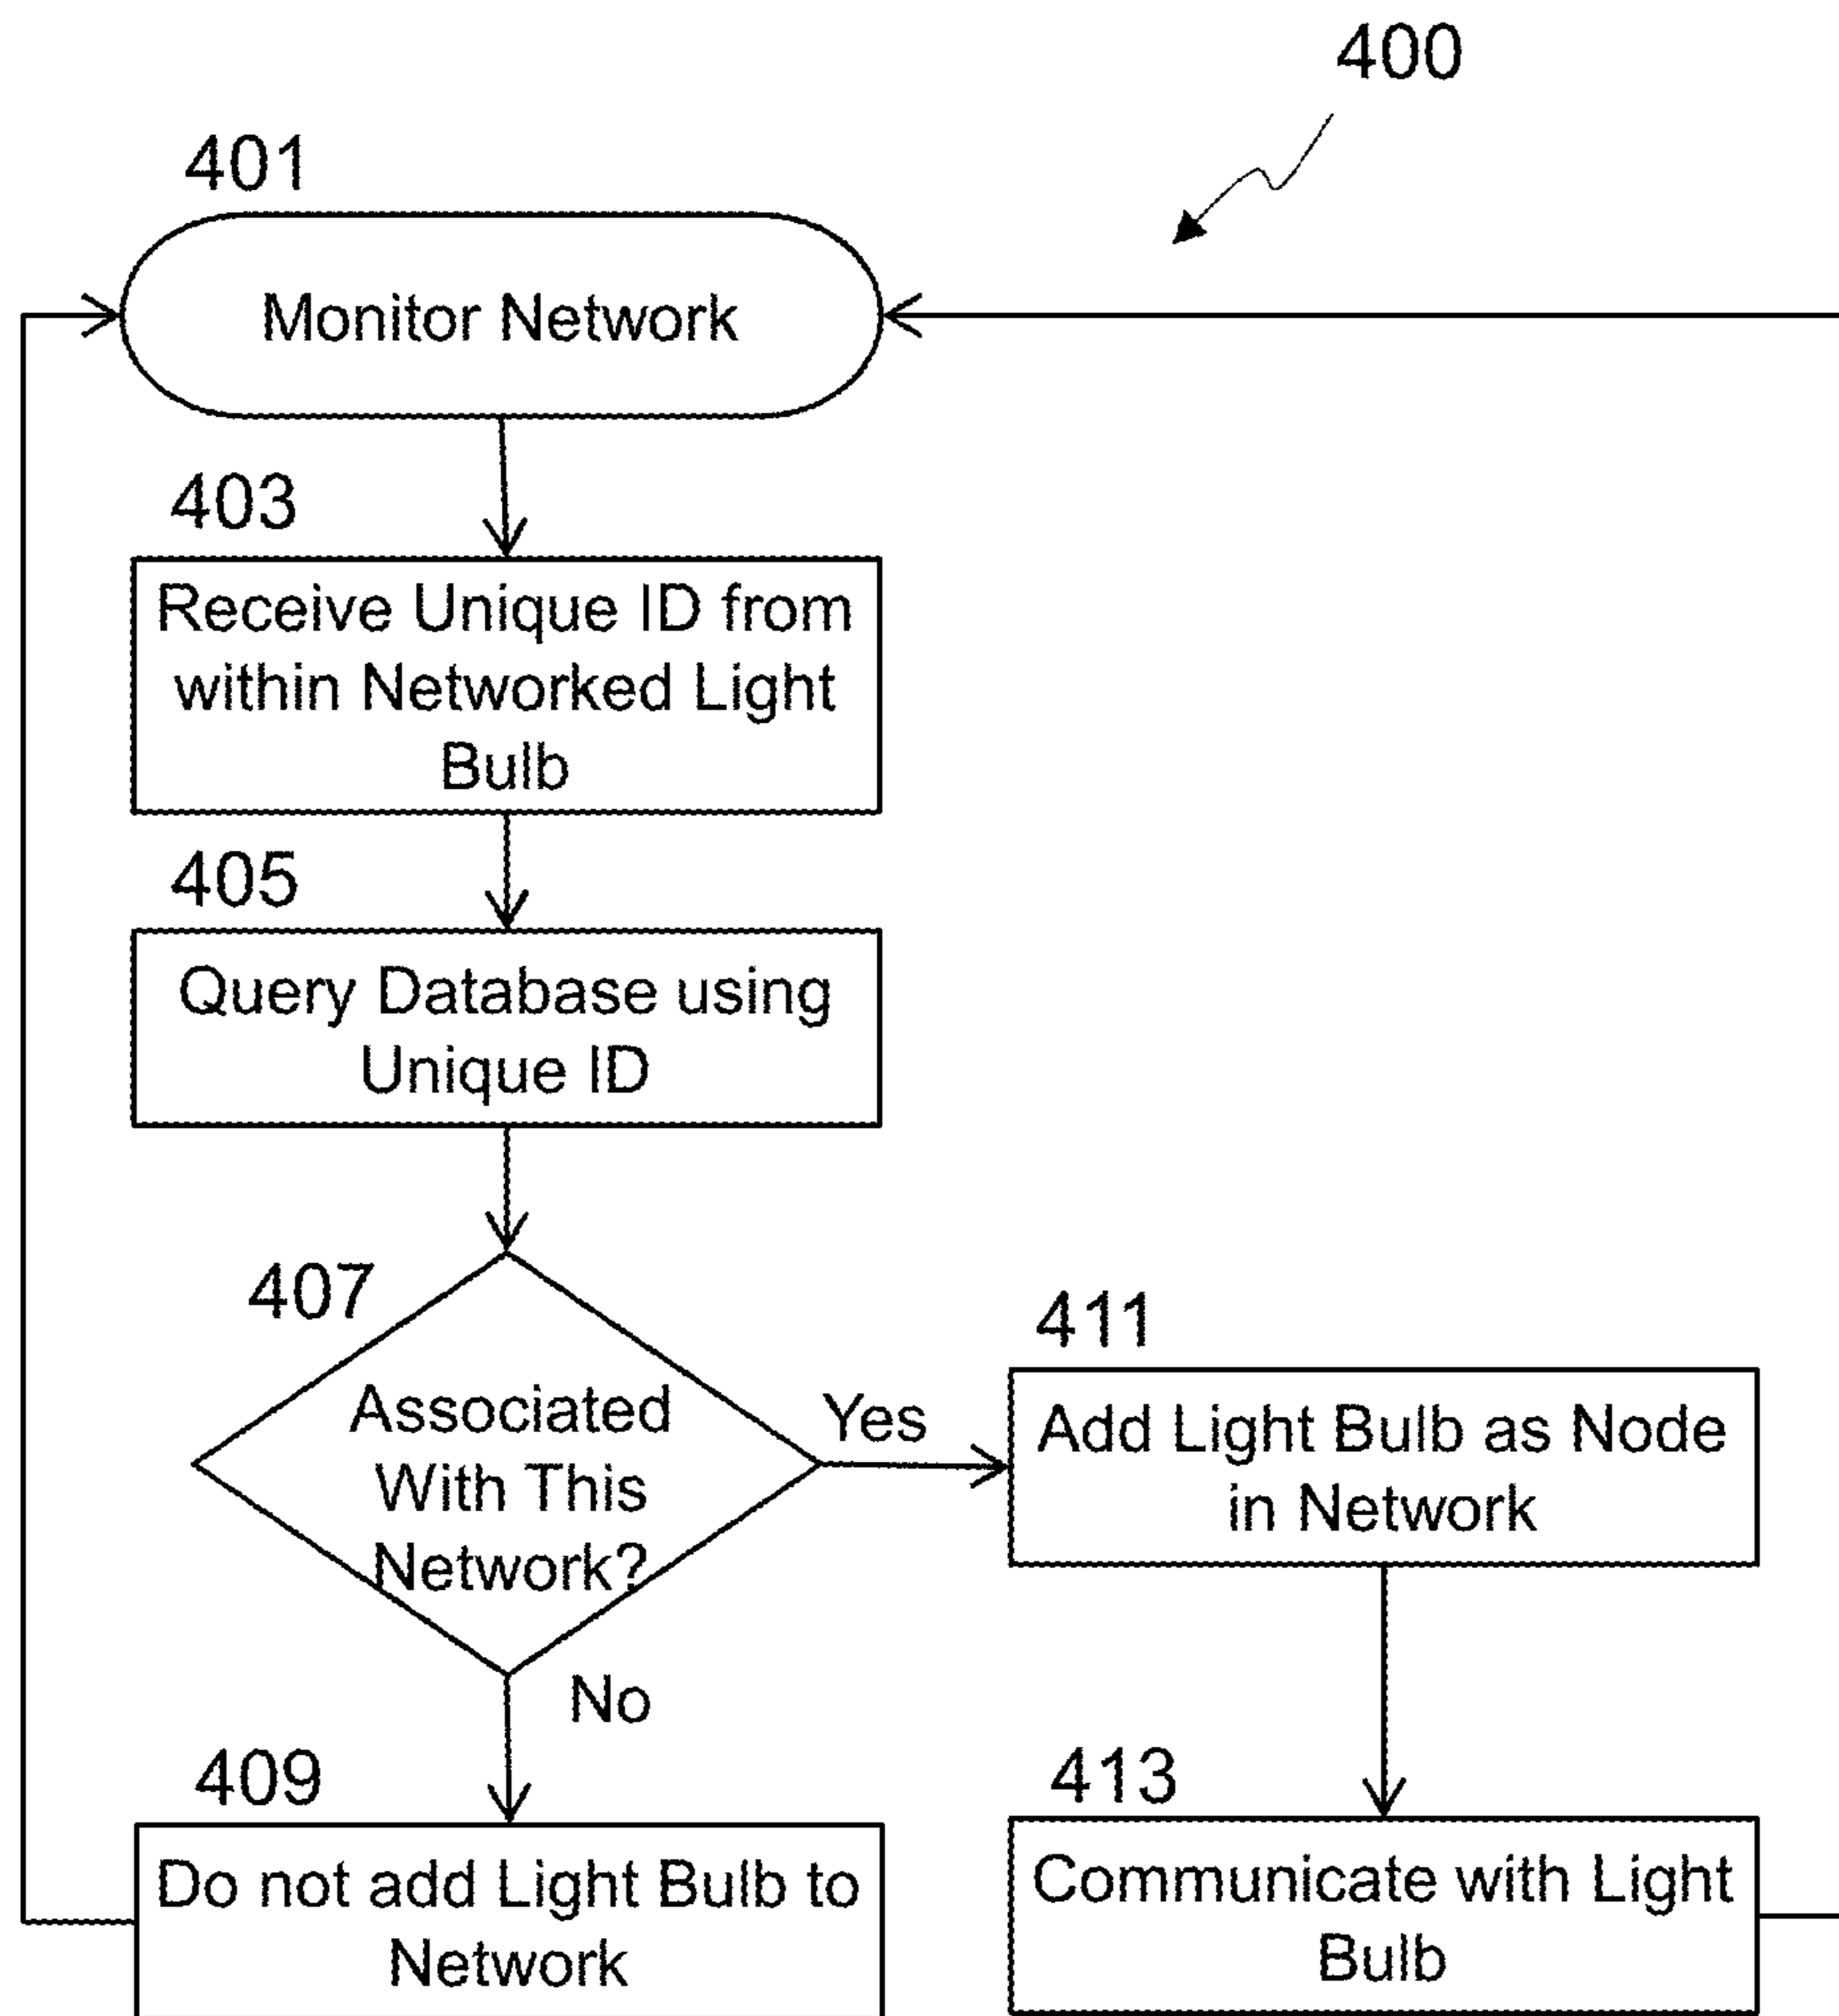 400
401
Monitor Network
403
Receive Unique ID from
within Networked Light
Bulb
405
Query Database using
Unique ID
407
Associated
With This
Network?
Yes
No
411
Add Light Bulb as Node
in Network
409
Do not add Light Bulb to
Network
413
Communicate with Light
Bulb